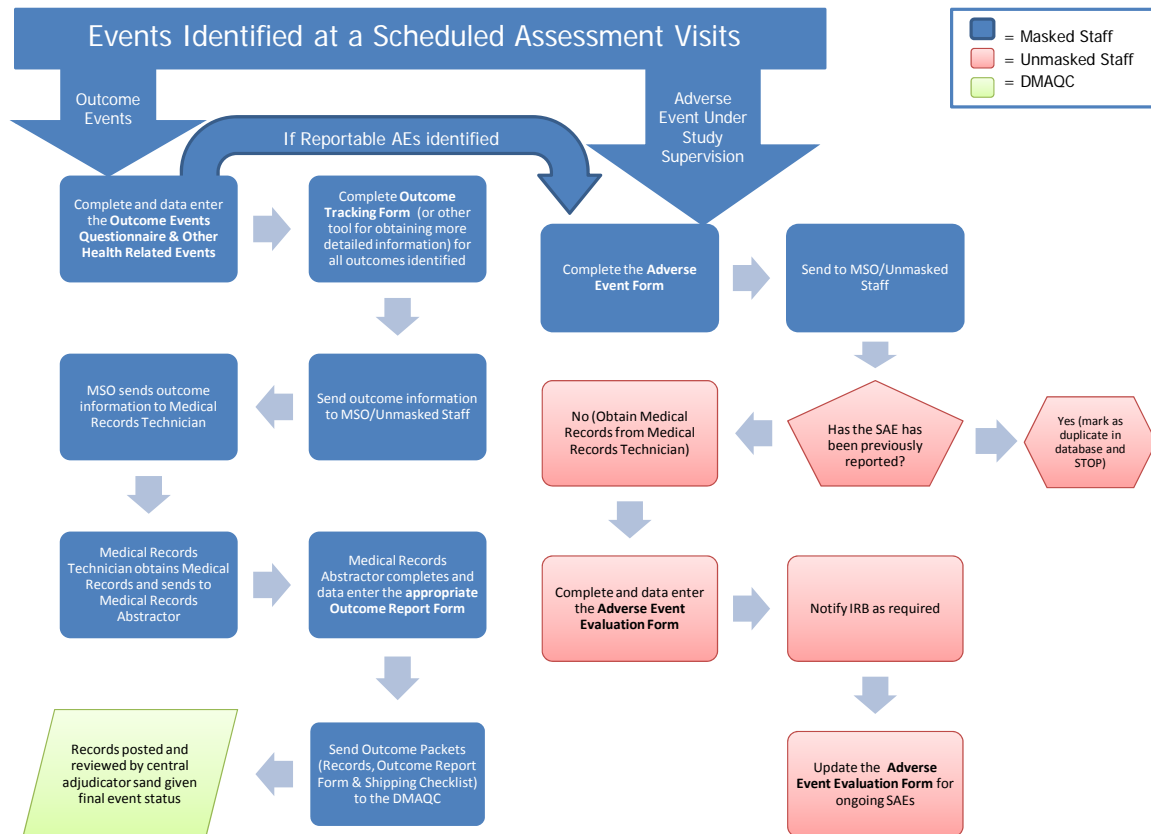 Events Identified at a Scheduled Assessment Visits
= Masked Staff
= Unmasked Staff
= DMAQC
Outcome
Events
Adverse
Event Under
Study
Supervision
If Reportable AEs identified
Complete and data enter
the Outcome Events
Questionnaire & Other
Health Related Events
Complete Outcome
Tracking Form (or other
tool for obtaining more
detailed information) for
all outcomes identified
Complete the Adverse
Event Form
Send to MSO/Unmasked
Staff
MSO sends outcome
information to Medical
Records Technician
Send outcome information
to MSO/Unmasked Staff
No (Obtain Medical
Records from Medical
Records Technician)
Has the SAE has
been previously
reported?
Yes (mark as
duplicate in
database and
STOP)
Medical Records
Technician obtains Medical
Records and sends to
Medical Records
Abstractor
Medical Records
Abstractor completes and
data enter the appropriate
Outcome Report Form
Complete and data enter
the Adverse Event
Evaluation Form
Notify IRB as required
Records posted and
reviewed by central
adjudicator sand given
final event status
Send Outcome Packets
(Records, Outcome Report
Form & Shipping Checklist)
to the DMAQC
Update the Adverse
Event Evaluation Form for
ongoing SAEs